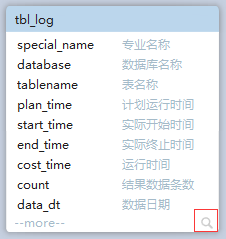 tbl_log
special_name 专业名称
database 数据库名称
tablename 表名称
plan_time 计划运行时间
start_time 实际开始时间
end_time 实际终止时间
cost_time 运行时间
count 结果数据条数
data_dt 数据日期
--more--